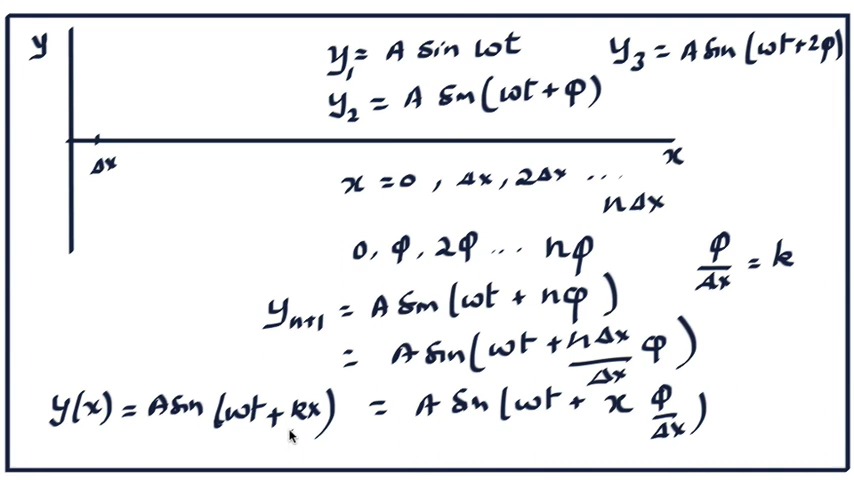 y
y₁ = A sin ωt
y₃ = A sin (ωt+2φ)
y₂ = A sin (ωt + φ)
Δx
x
x = 0 , Δx , 2Δx ...
nΔx
0, φ, 2φ ... nφ
φ/Δx = k
yₙ₊₁ = A sin (ωt + nφ)
= A sin (ωt + nΔx/Δx φ)
y(x) = A sin (ωt + kx) = A sin (ωt + x φ/Δx)